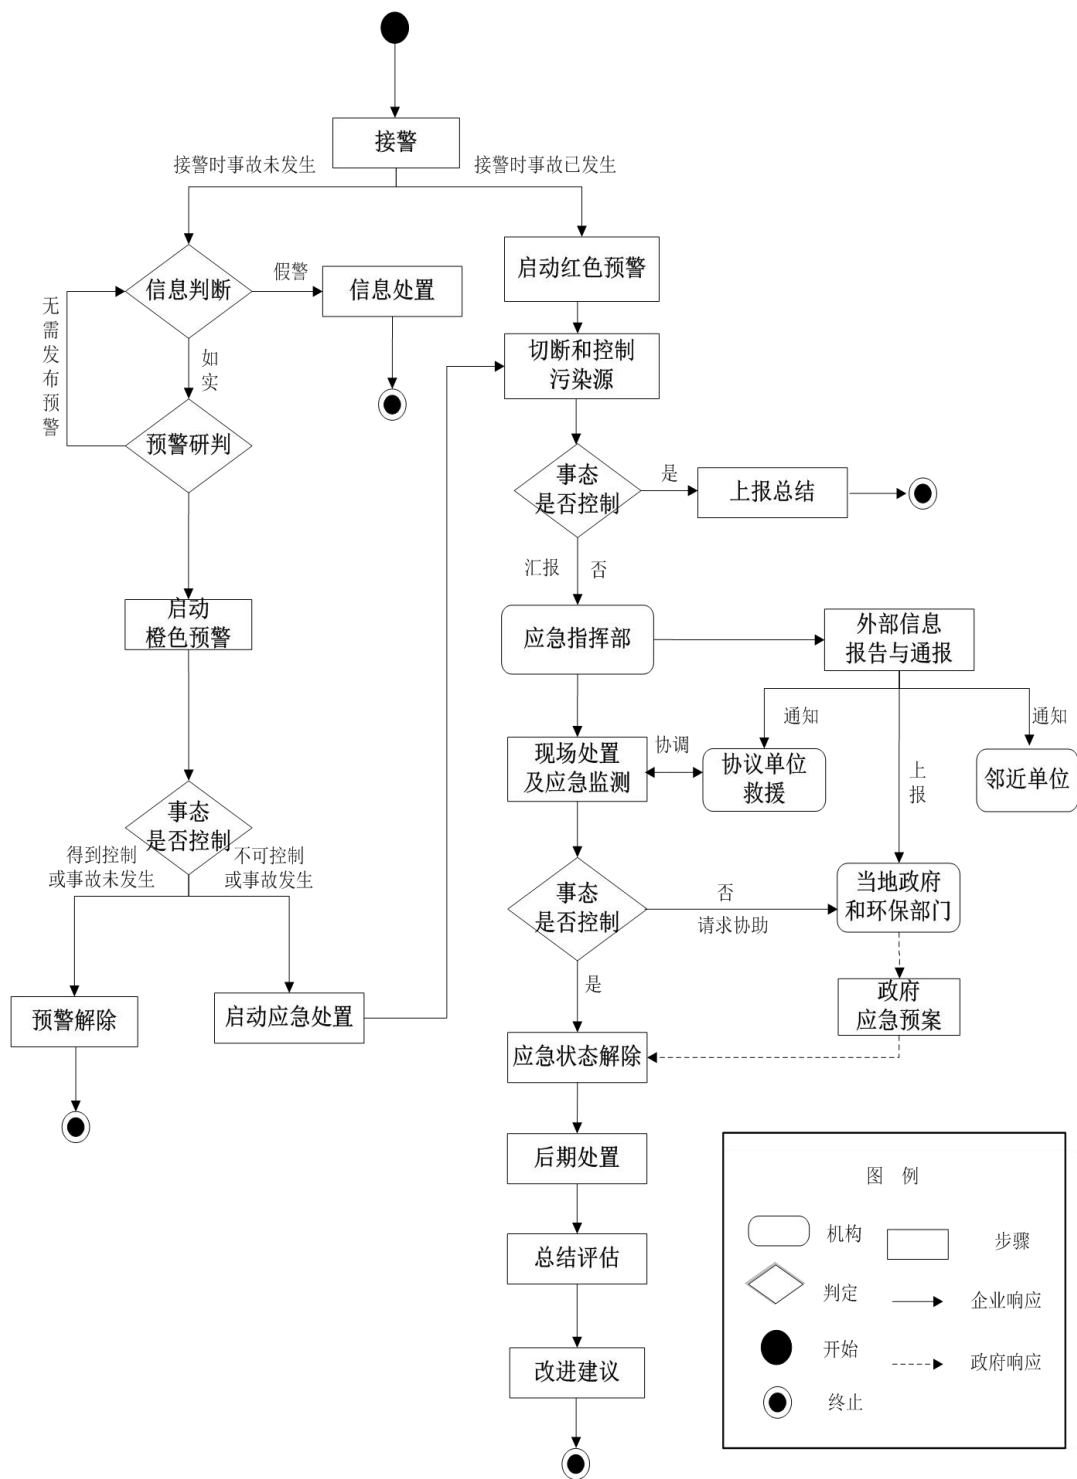 接警
接警时事故未发生
接警时事故已发生
启动红色预警
信息判断
假警
信息处置
无需发布预警
如实
切断和控制
污染源
预警研判
事态
是否控制
是
上报总结
汇报
否
启动
橙色预警
应急指挥部
外部信息
报告与通报
通知
通知
现场处置
及应急监测
协调
协议单位
救援
上报
邻近单位
事态
是否控制
得到控制
或事故未发生
不可控制
或事故发生
事态
是否控制
否
请求协助
当地政府
和环保部门
是
预警解除
启动应急处置
政府
应急预案
应急状态解除
后期处置
总结评估
改进建议
图 例
机构
步骤
判定
企业响应
开始
政府响应
终止